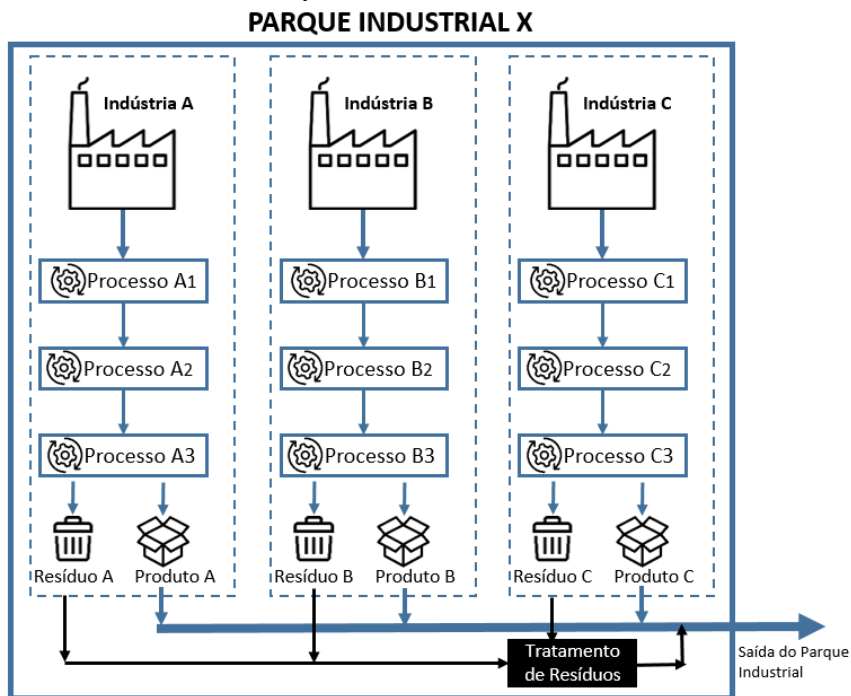 PARQUE INDUSTRIAL X
Indústria A
Indústria B
Indústria C
Processo A1
Processo B1
Processo C1
Processo A2
Processo B2
Processo C2
Processo A3
Processo B3
Processo C3
Resíduo A
Produto A
Resíduo B
Produto B
Resíduo C
Produto C
Tratamento
de Resíduos
Saída do Parque
Industrial